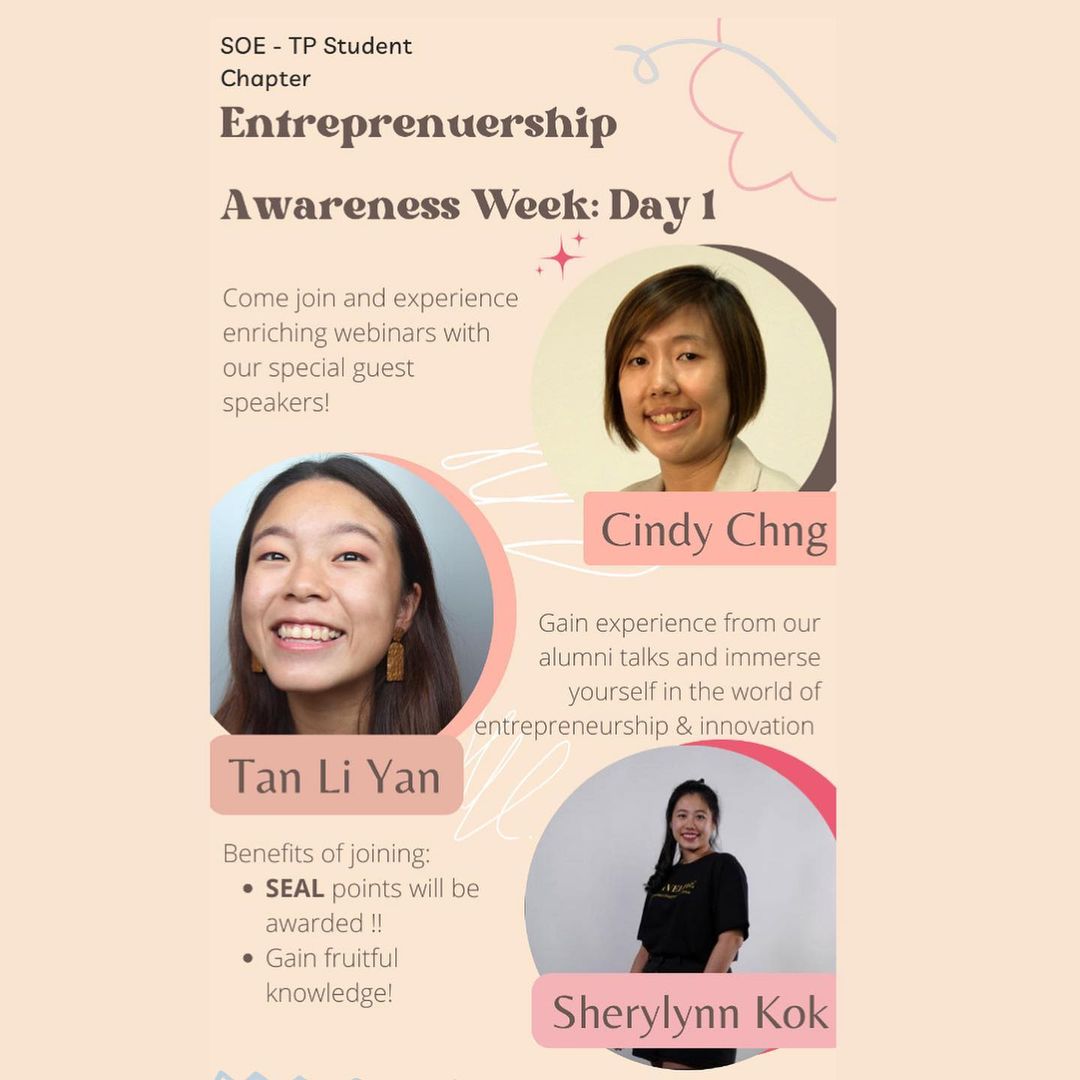 SOE - TP Student
Chapter
Entreprenuership
Awareness Week: Day 1
Come join and experience
enriching webinars with
our special guest
speakers!
Cindy Chng
Gain experience from our
alumni talks and immerse
yourself in the world of
entrepreneurship & innovation
Tan Li Yan
Benefits of joining:
• SEAL points will be
awarded !!
• Gain fruitful
knowledge!
Sherylynn Kok